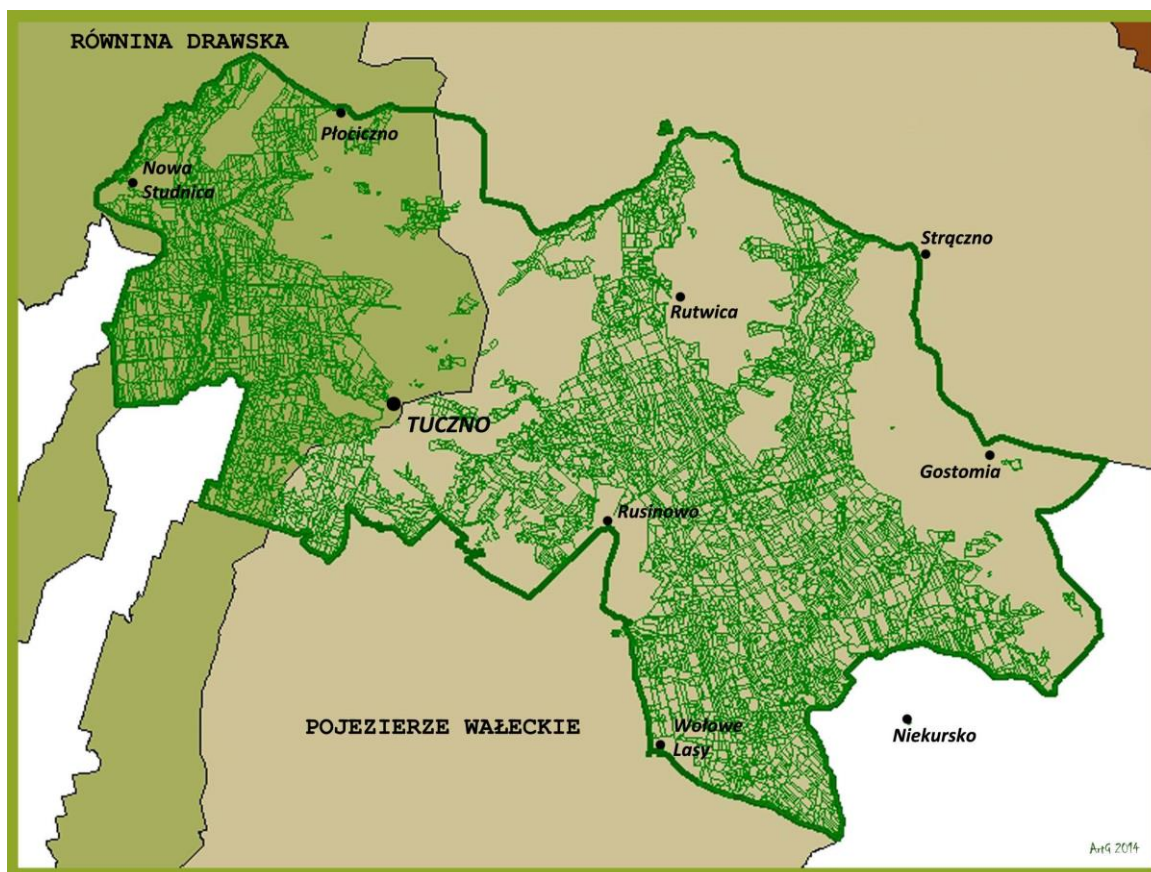 RÓWNINA DRAWSKA
Płociczno
Nowa
Studnica
Strączno
Rutwica
TUCZNO
Gostomia
Rusinowo
POJEZIERZE WAŁECKIE
Wołowe
Lasy
Niekursko
ArtG 2014